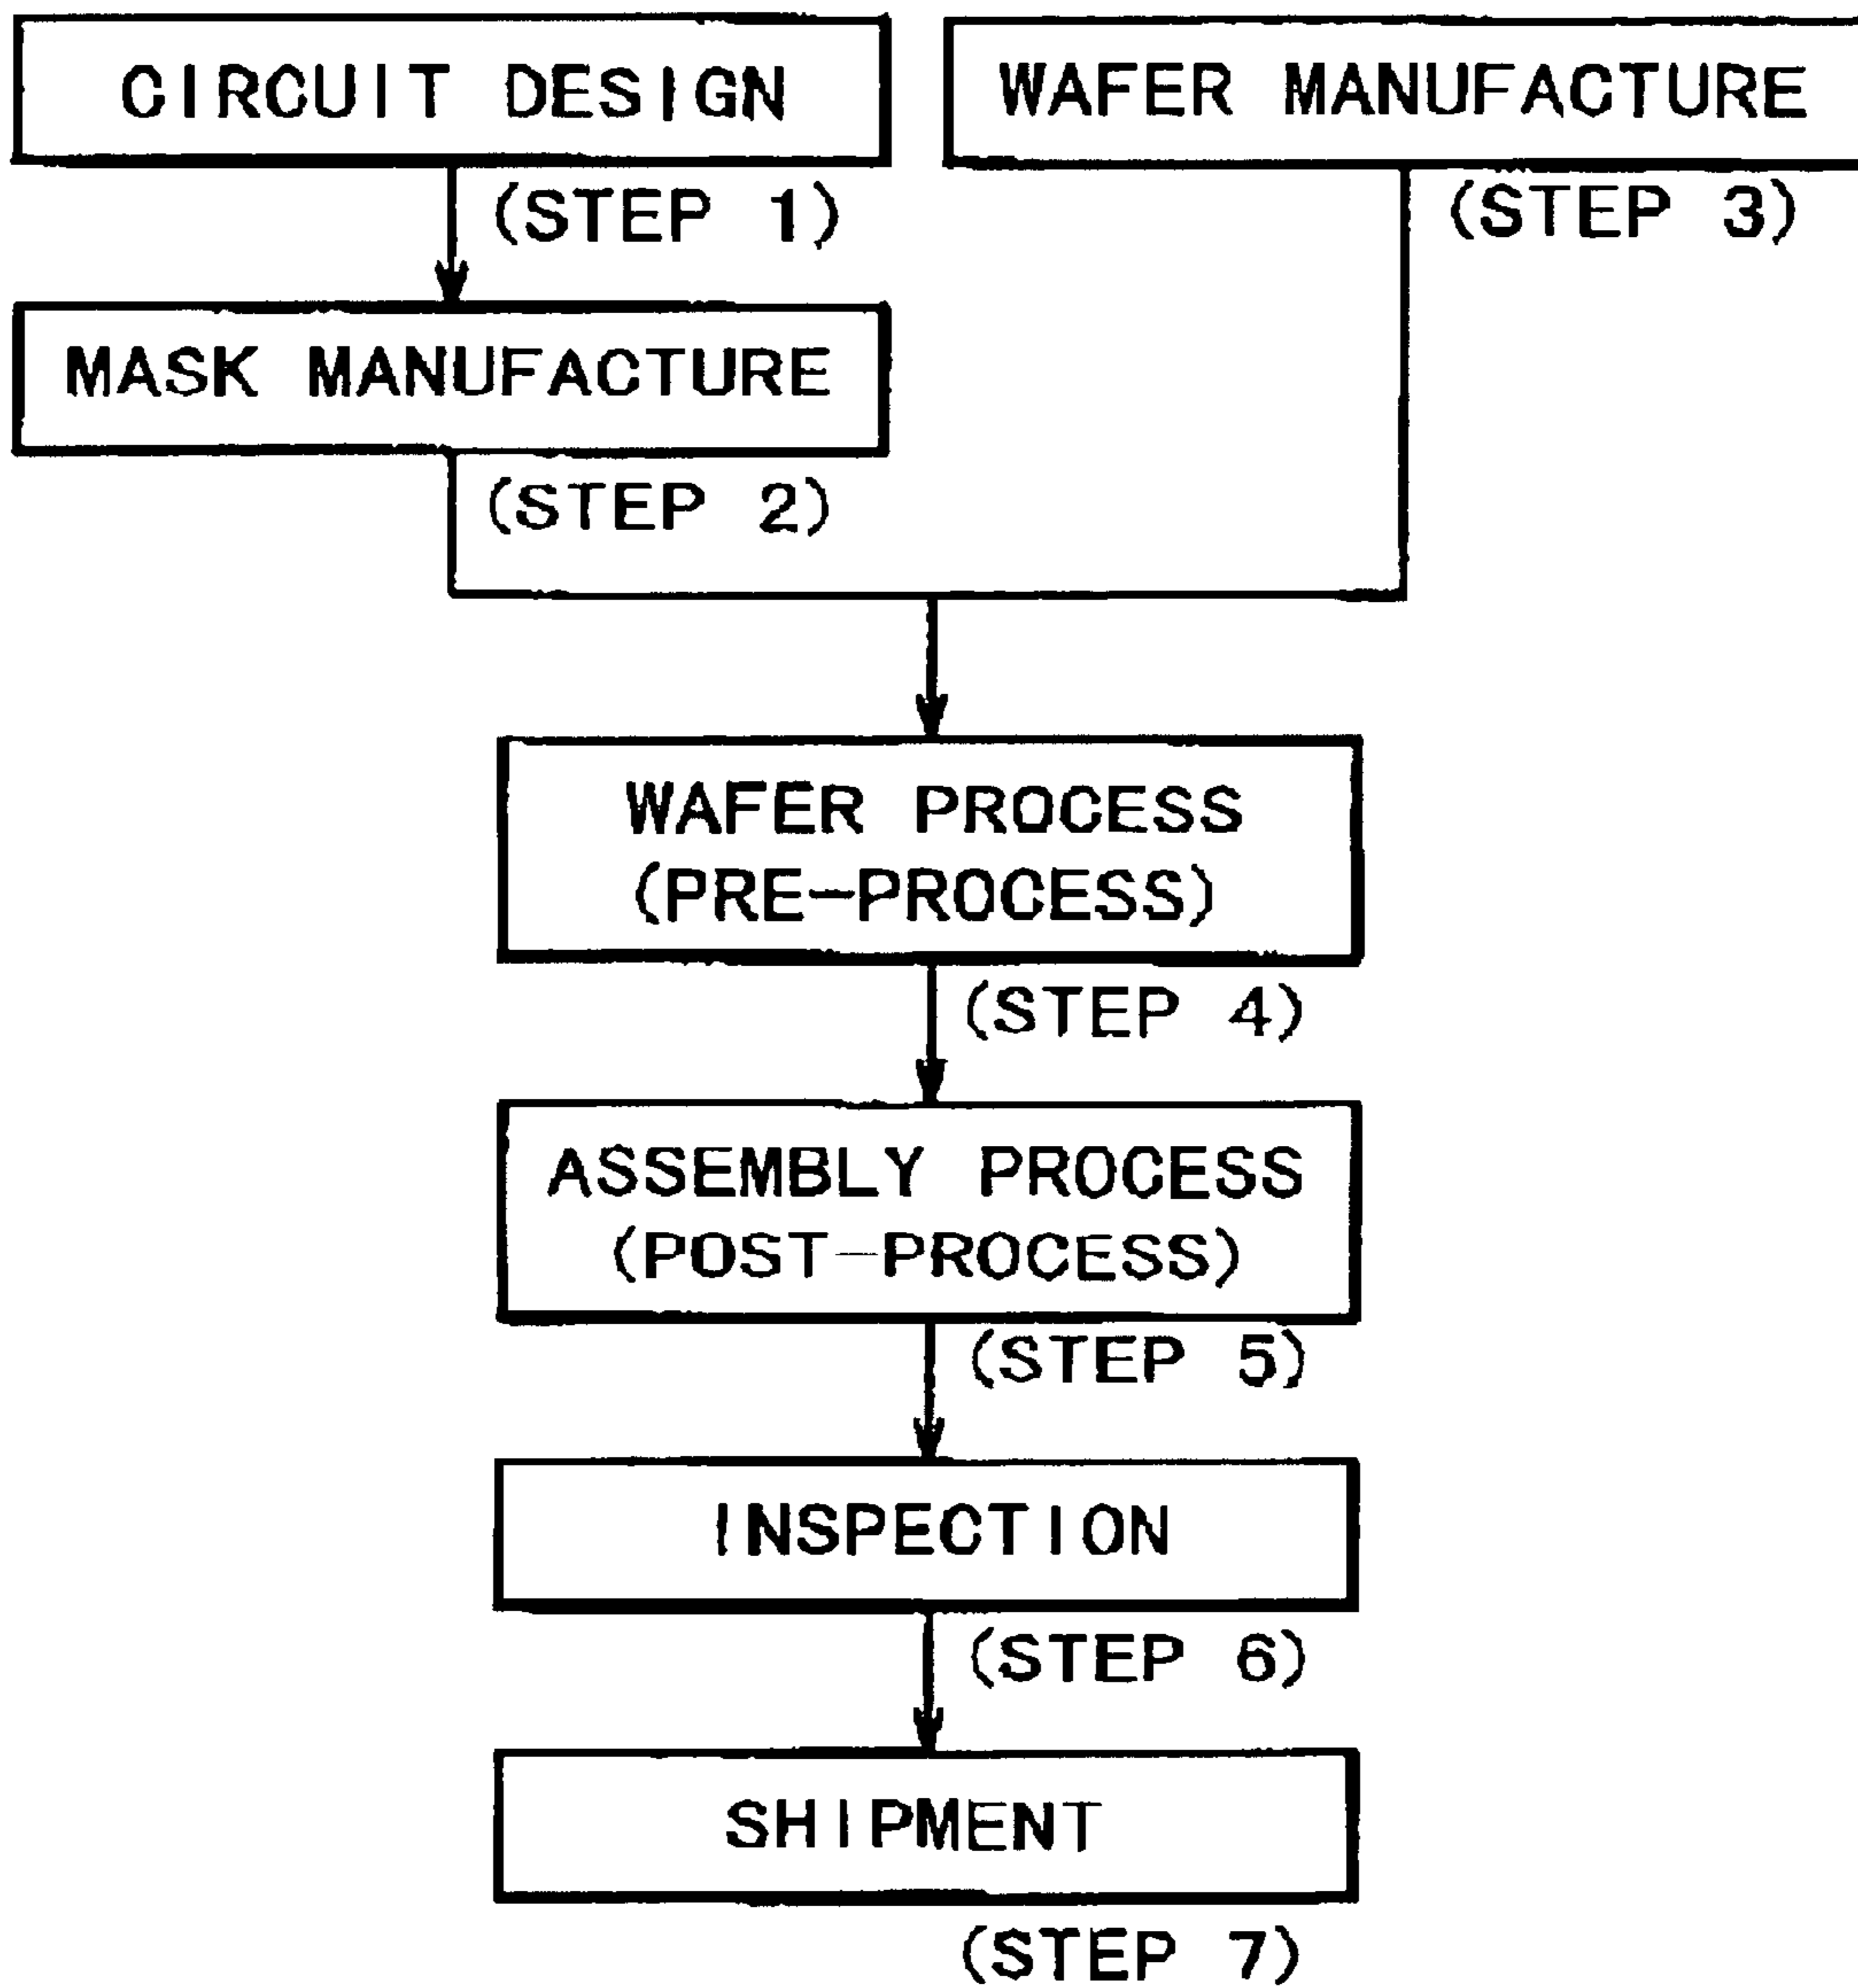 CIRCUIT DESIGN
(STEP 1)
MASK MANUFACTURE
(STEP 2)
WAFER MANUFACTURE
(STEP 3)
WAFER PROCESS
(PRE-PROCESS)
(STEP 4)
ASSEMBLY PROCESS
(POST-PROCESS)
(STEP 5)
INSPECTION
(STEP 6)
SHIPMENT
(STEP 7)